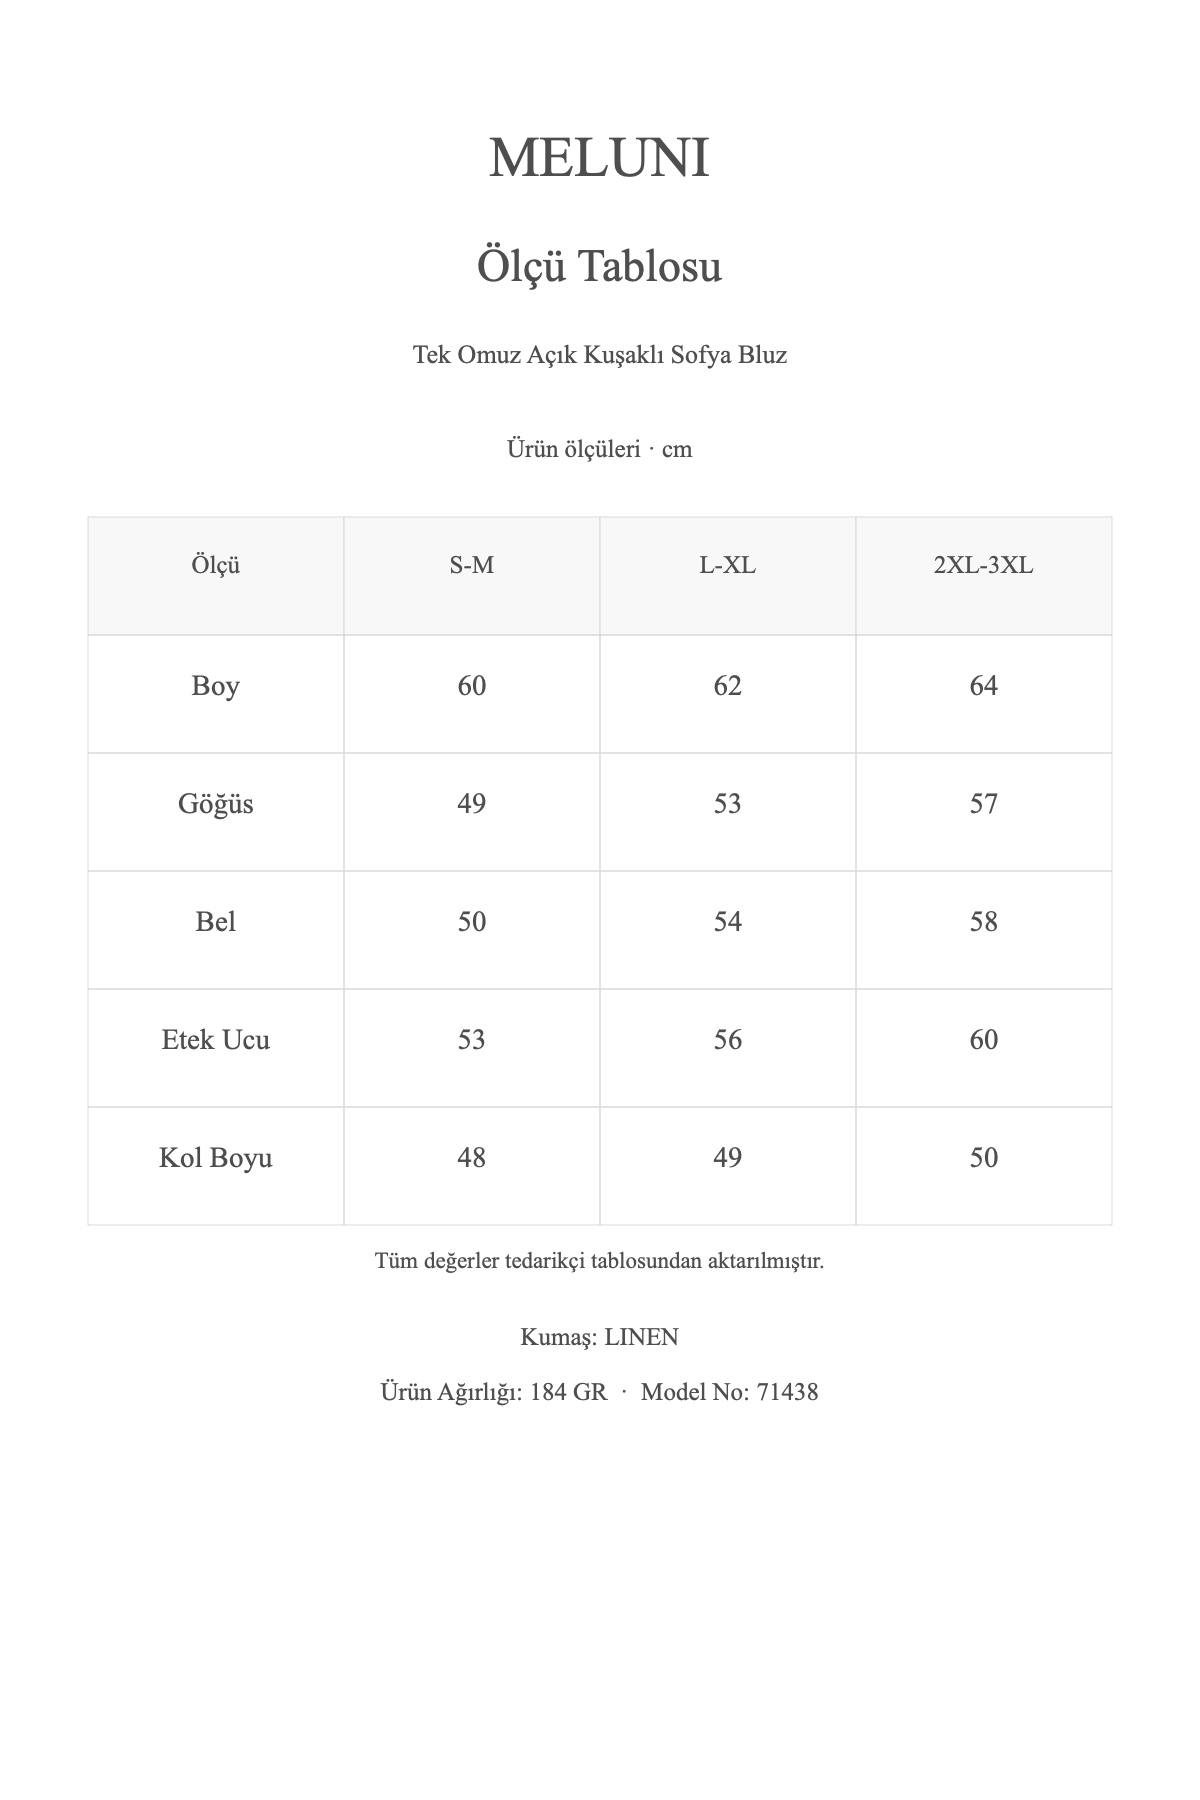 MELUNI
Ölçü Tablosu
Tek Omuz Açık Kuşaklı Sofya Bluz
Ürün ölçüleri · cm
Ölçü S-M L-XL 2XL-3XL
Boy 60 62 64
Göğüs 49 53 57
Bel 50 54 58
Etek Ucu 53 56 60
Kol Boyu 48 49 50
Tüm değerler tedarikçi tablosundan aktarılmıştır.
Kumaş: LINEN
Ürün Ağırlığı: 184 GR · Model No: 71438